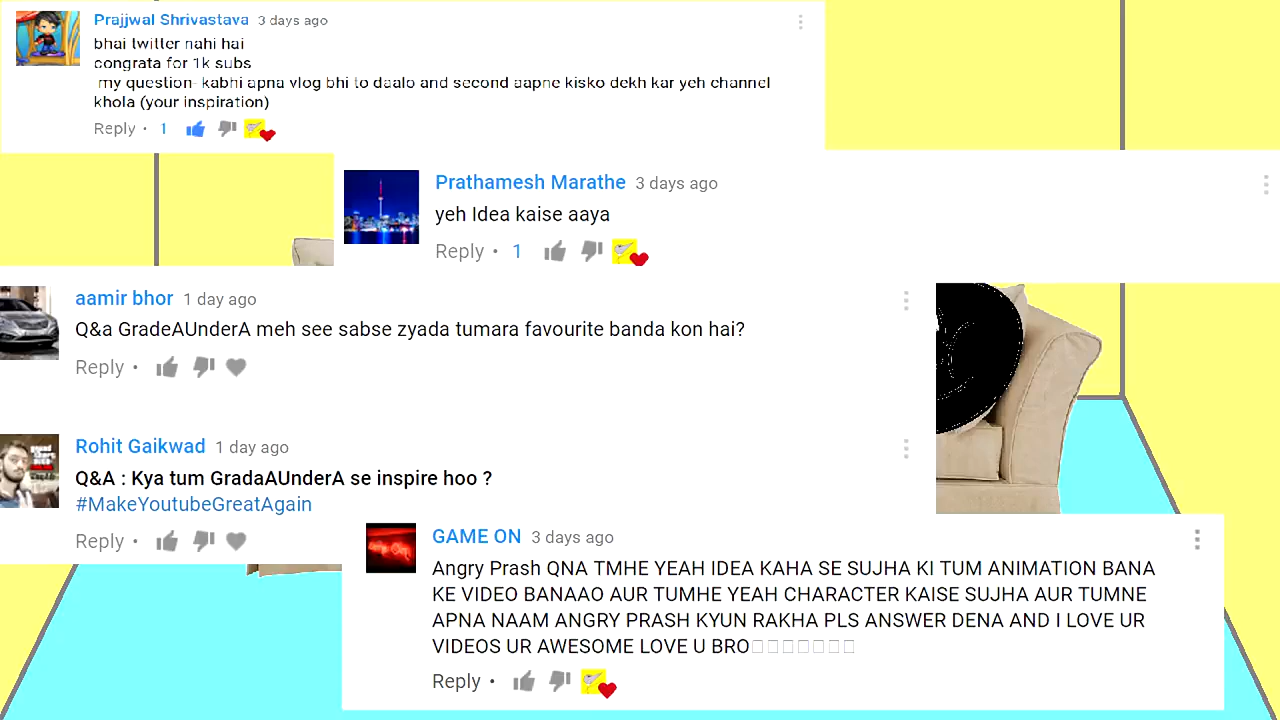 Prajjwal Shrivastava 3 days ago
bhai twitter nahi hai
congrata for 1k subs
my question- kabhi apna vlog bhi to daalo and second aapne kisko dekh kar yeh channel
khola (your inspiration)
Reply • 1
Prathamesh Marathe 3 days ago
yeh Idea kaise aaya
Reply • 1
aamir bhor 1 day ago
Q&a GradeAUnderA meh see sabse zyada tumara favourite banda kon hai?
Reply •
Rohit Gaikwad 1 day ago
Q&A : Kya tum GradaAUnderA se inspire hoo ?
#MakeYoutubeGreatAgain
Reply •
GAME ON 3 days ago
Angry Prash QNA TMHE YEAH IDEA KAHA SE SUJHA KI TUM ANIMATION BANA
KE VIDEO BANAAO AUR TUMHE YEAH CHARACTER KAISE SUJHA AUR TUMNE
APNA NAAM ANGRY PRASH KYUN RAKHA PLS ANSWER DENA AND I LOVE UR
VIDEOS UR AWESOME LOVE U BRO
Reply •